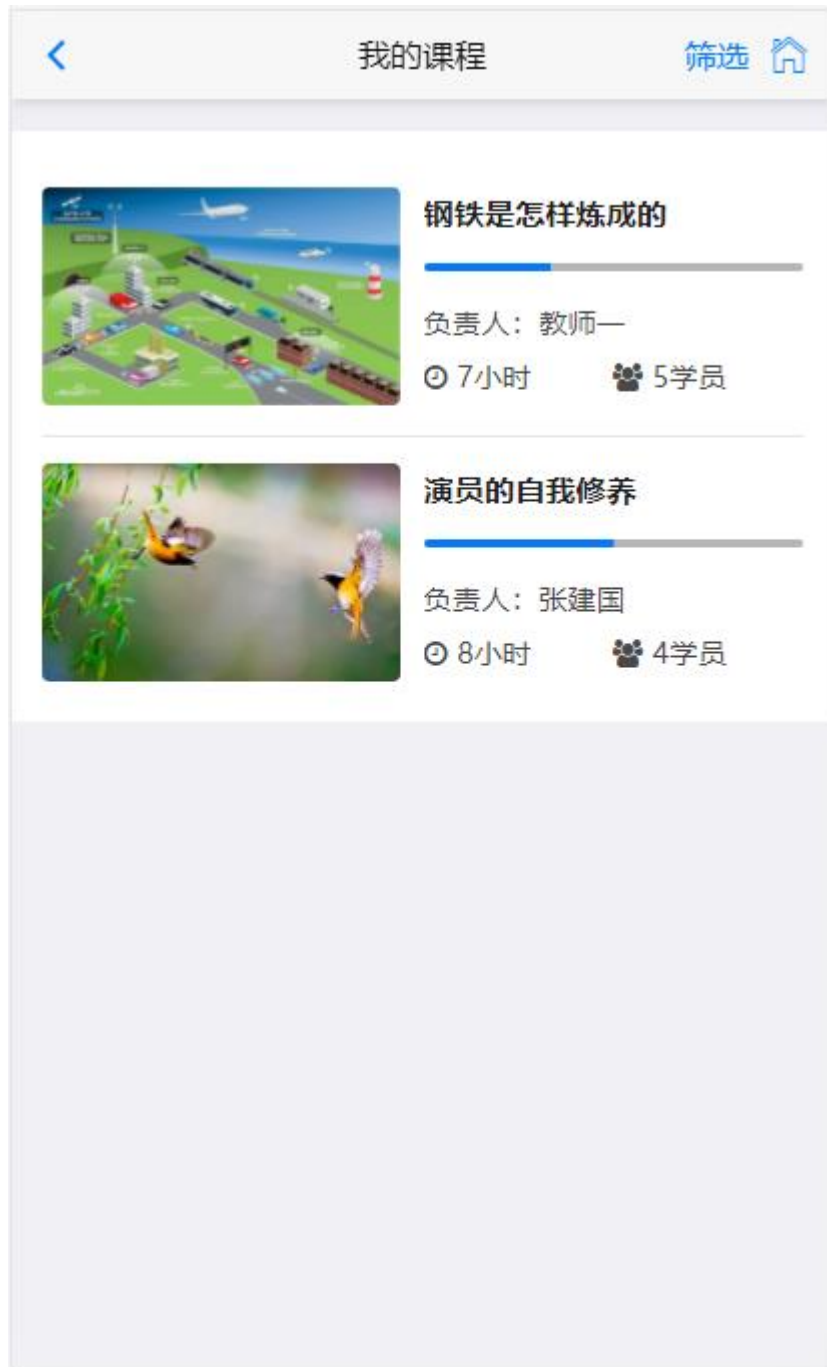 我的课程
筛选
钢铁是怎样炼成的
负责人：教师一
7小时
5学员
演员的自我修养
负责人：张建国
8小时
4学员